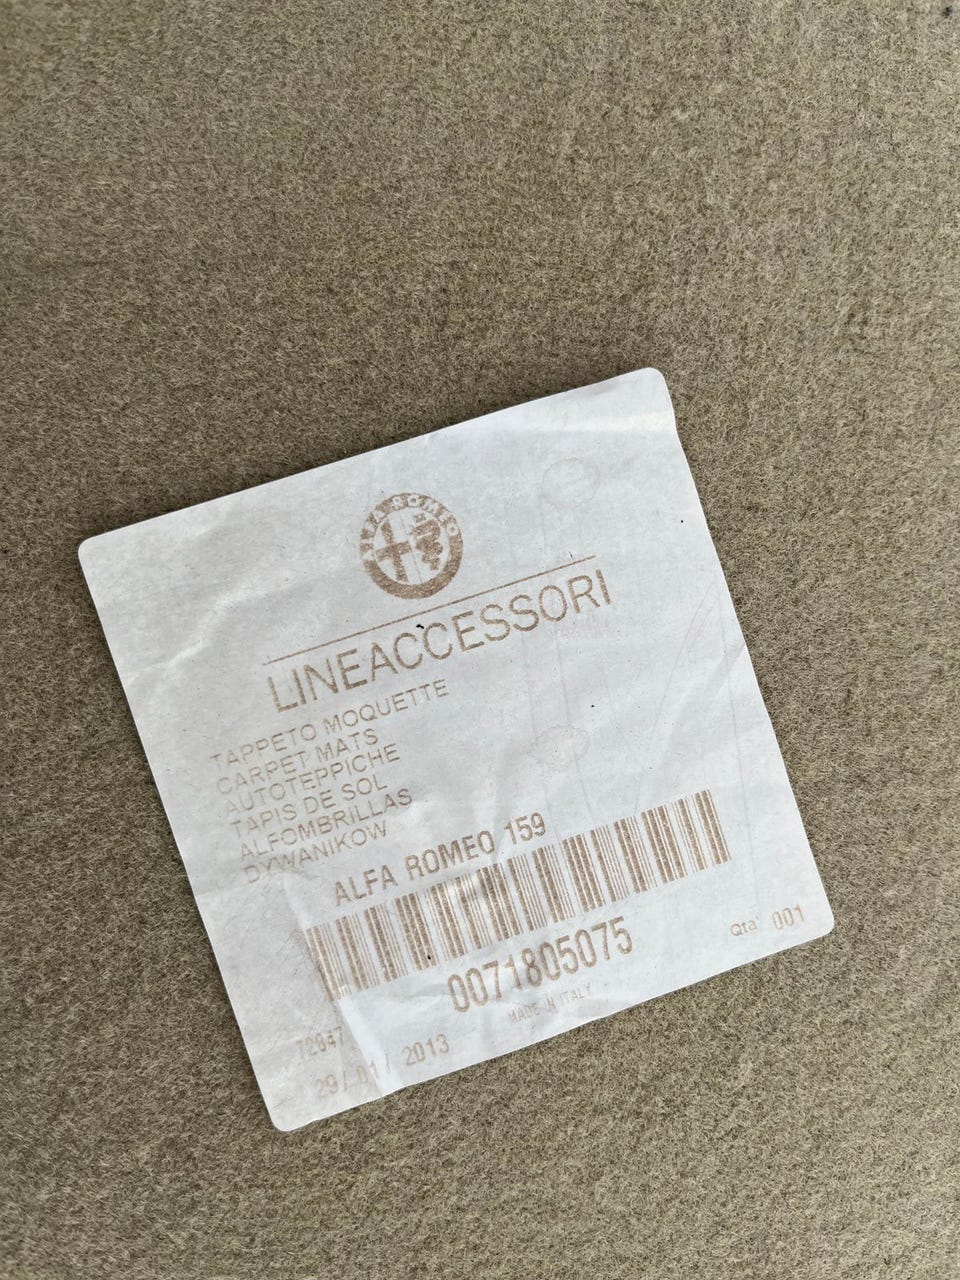 ALFA ROMEO
LINEACCESSORI
TAPPETO MOQUETTE
CARPET MATS
AUTOTEPPICHE
TAPIS DE SOL
ALFOMBRILLAS
DYWANIKOW
ALFA ROMEO 159
0071805075
Qta' 001
MADE IN ITALY
72847
29/01/2013